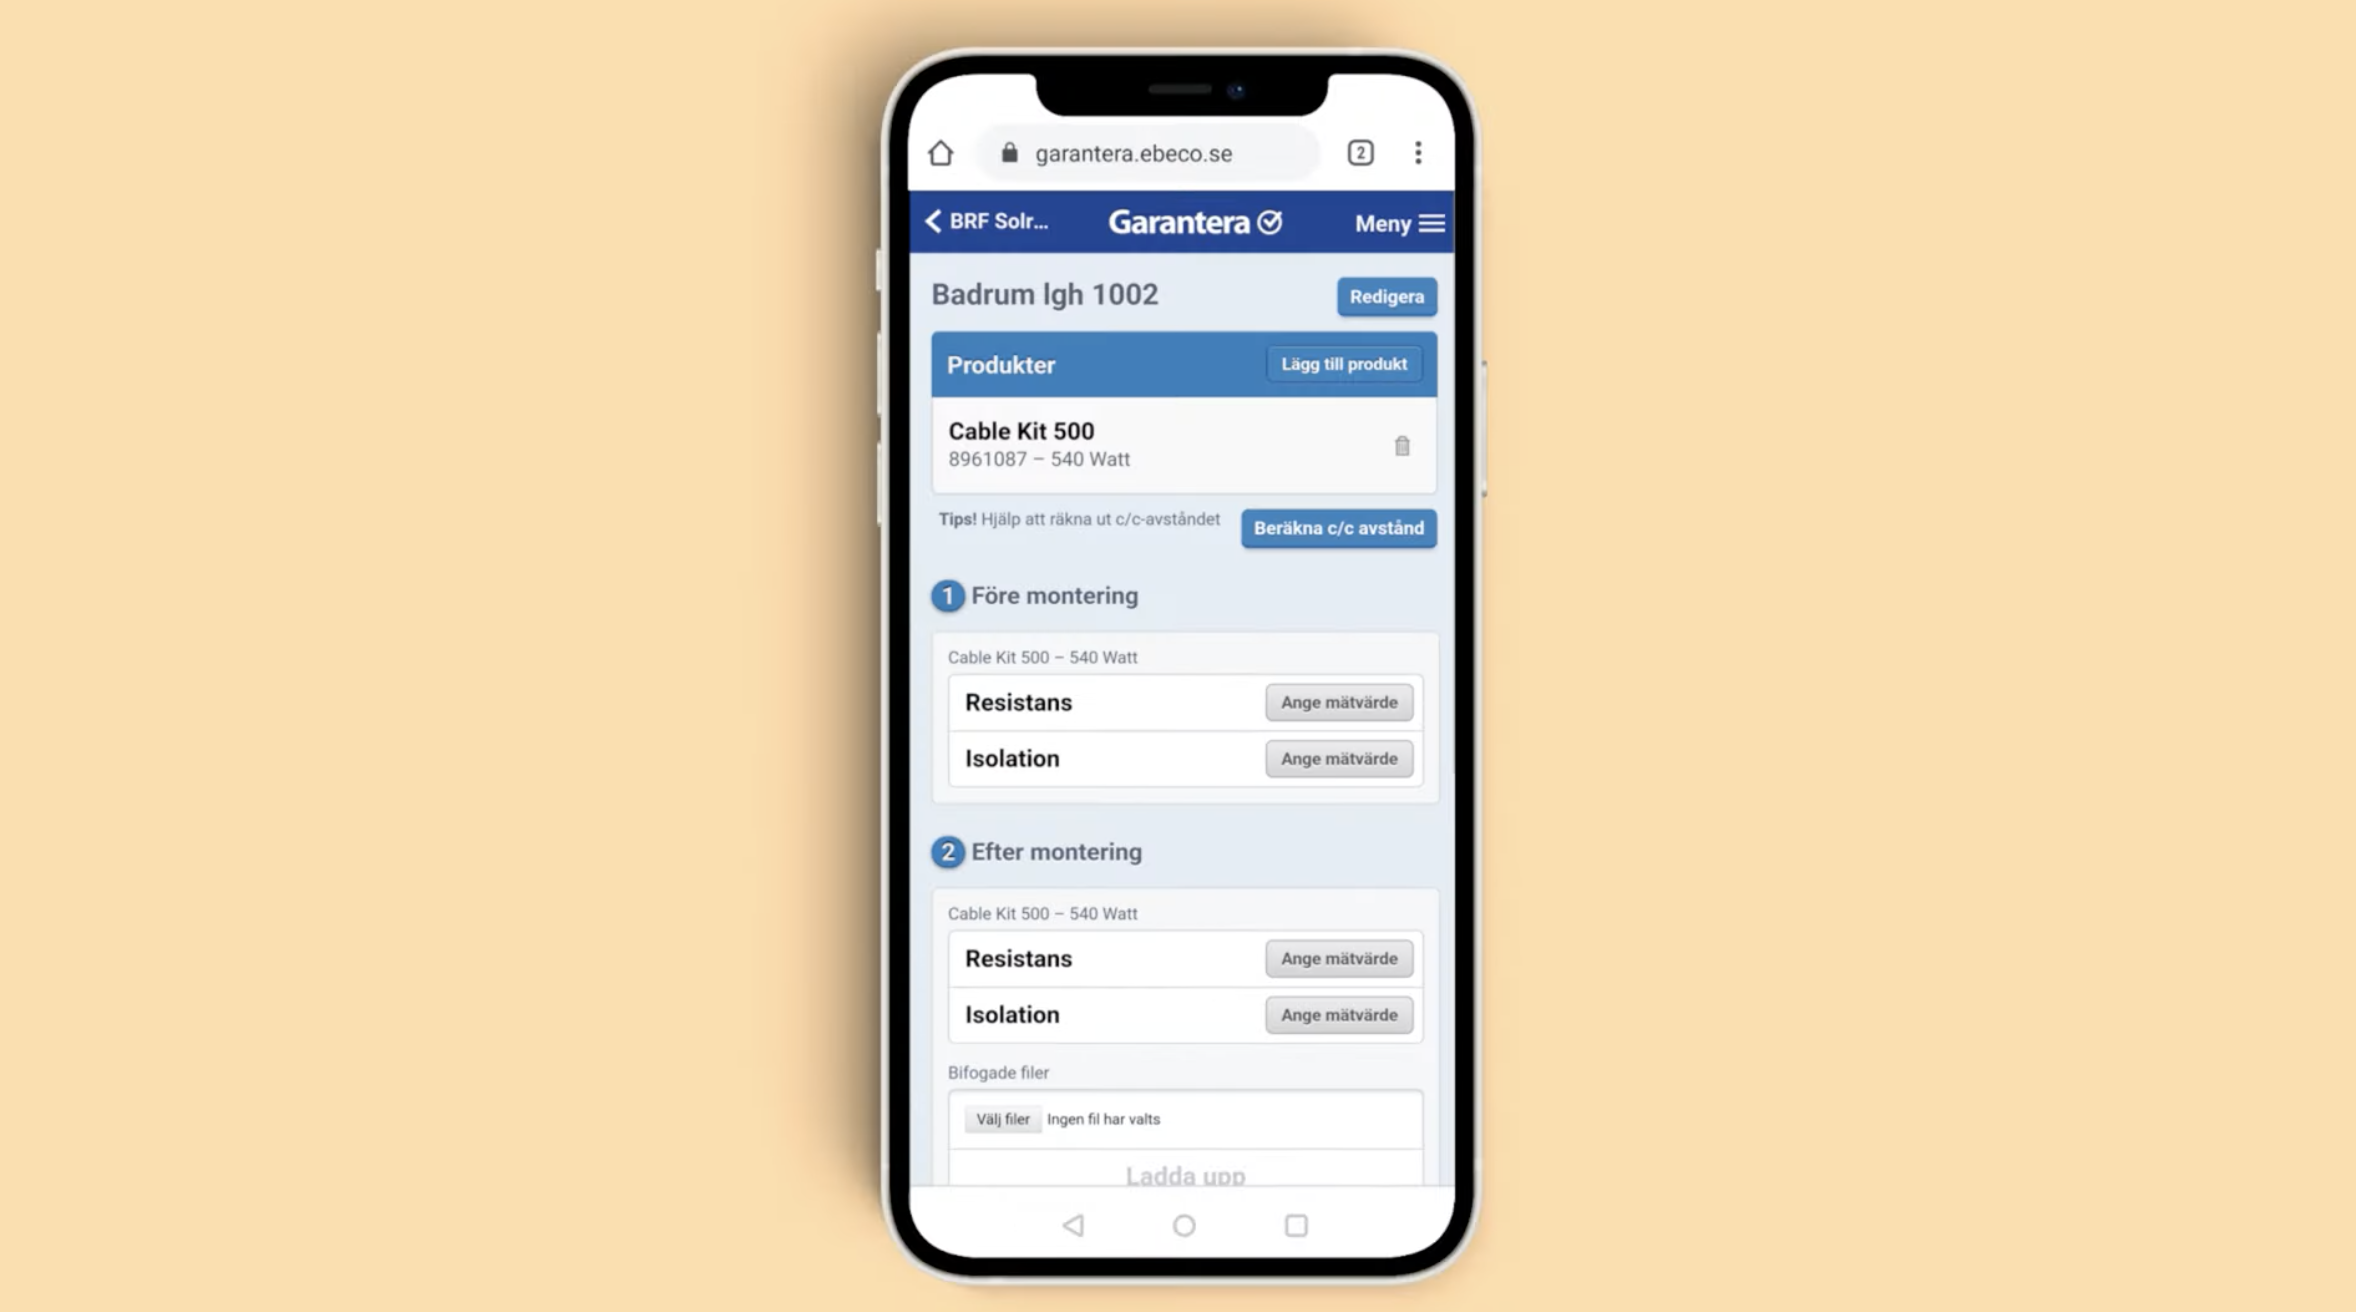 garantera.ebeco.se
2
BRF Solr...
Garantera
Meny
Badrum lgh 1002
Redigera
Produkter
Lägg till produkt
Cable Kit 500
8961087 – 540 Watt
Tips! Hjälp att räkna ut c/c-avståndet
Beräkna c/c avstånd
1 Före montering
Cable Kit 500 – 540 Watt
Resistans
Ange mätvärde
Isolation
Ange mätvärde
2 Efter montering
Cable Kit 500 – 540 Watt
Resistans
Ange mätvärde
Isolation
Ange mätvärde
Bifogade filer
Välj filer Ingen fil har valts
Ladda upp